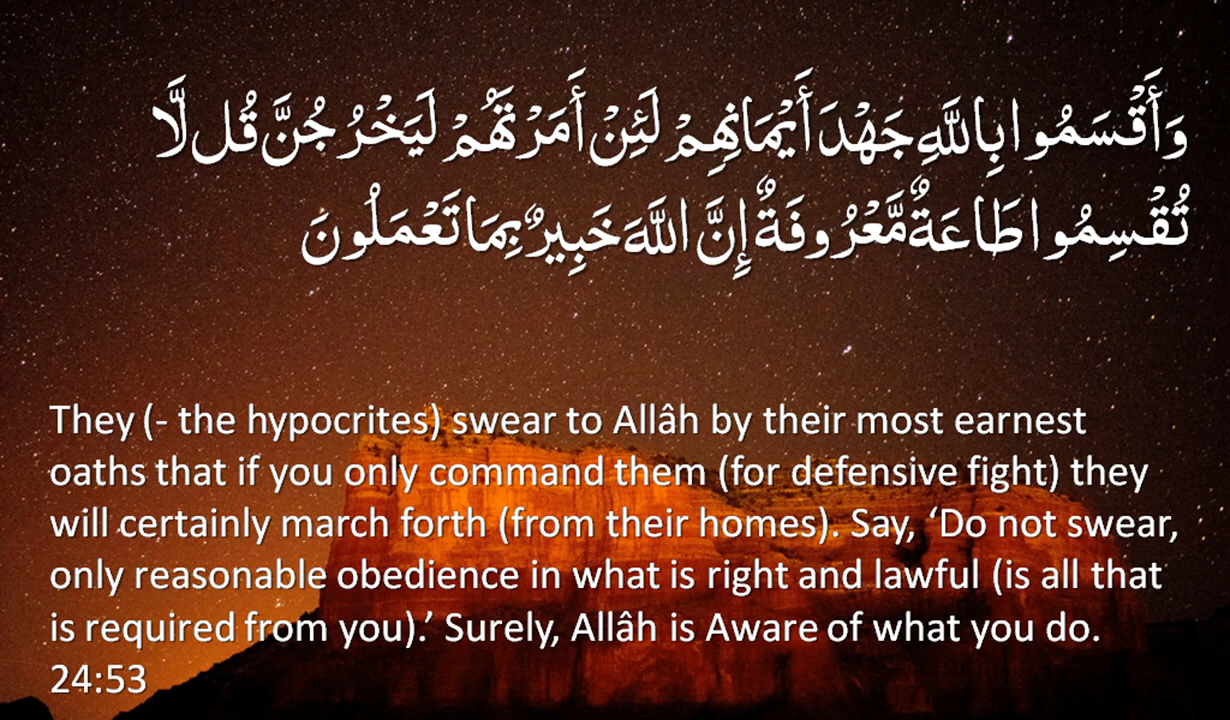 وَأَقْسَمُوا بِاللَّهِ جَهْدَ أَيْمَانِهِمْ لَئِنْ أَمَرْتَهُمْ لَيَخْرُجُنَّ قُل لَّا
تُقْسِمُوا طَاعَةٌ مَّعْرُوفَةٌ إِنَّ اللَّهَ خَبِيرٌ بِمَا تَعْمَلُونَ
They (- the hypocrites) swear to Allâh by their most earnest
oaths that if you only command them (for defensive fight) they
will certainly march forth (from their homes). Say, ‘Do not swear,
only reasonable obedience in what is right and lawful (is all that
is required from you).’ Surely, Allâh is Aware of what you do.
24:53